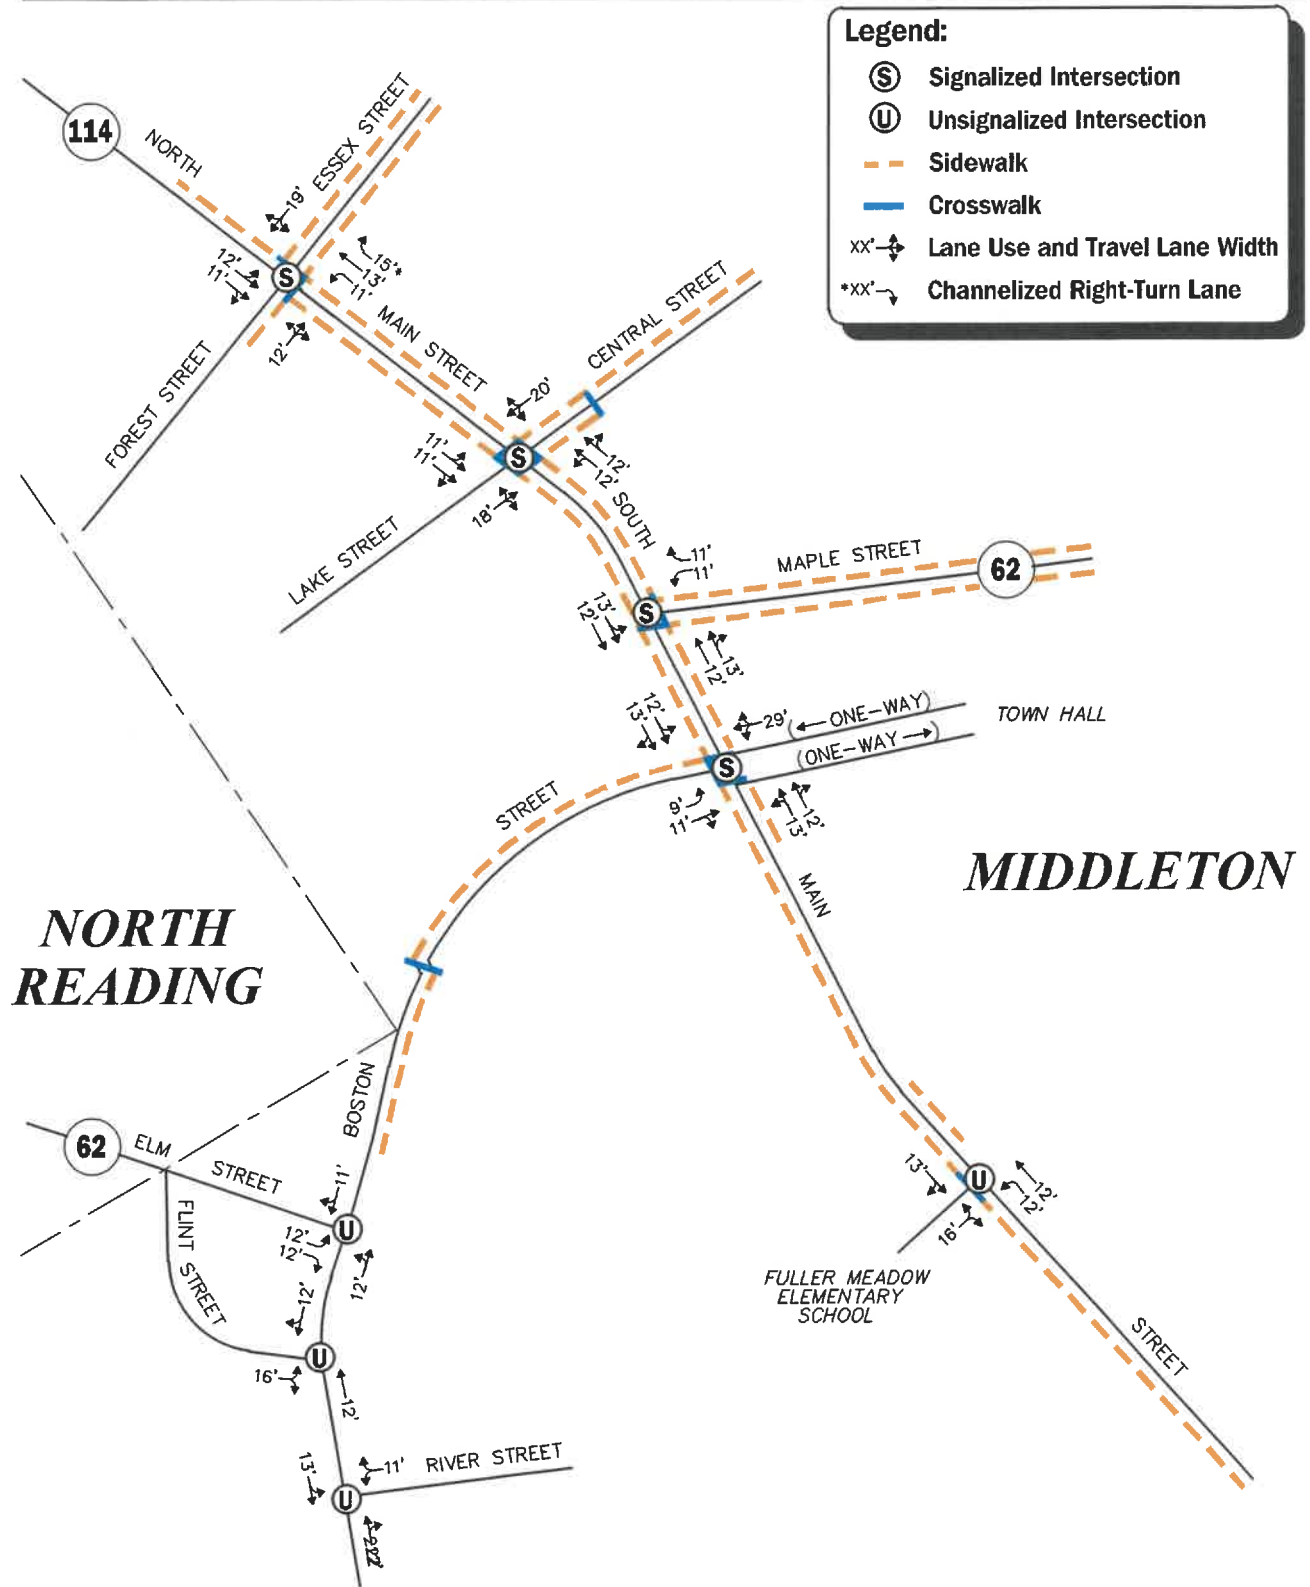 Legend:
S Signalized Intersection
U Unsignalized Intersection
Sidewalk
Crosswalk
XX' Lane Use and Travel Lane Width
*XX' Channelized Right-Turn Lane
114
NORTH
ESSEX STREET
19'
12'
11'
S
15'*
13'
11'
12'
MAIN STREET
FOREST STREET
CENTRAL STREET
20'
11'
11'
S
12'
12'
18'
SOUTH
LAKE STREET
11'
11'
MAPLE STREET
62
13'
12'
S
13'
12'
12'
13'
29'
ONE-WAY
TOWN HALL
ONE-WAY
S
STREET
9'
11'
12'
13'
MIDDLETON
MAIN
NORTH
READING
BOSTON
62
ELM
STREET
11'
FLINT STREET
12'
12'
U
12'
12'
U
16'
12'
13'
11'
RIVER STREET
U
13'
U
12'
12'
16'
FULLER MEADOW
ELEMENTARY
SCHOOL
STREET